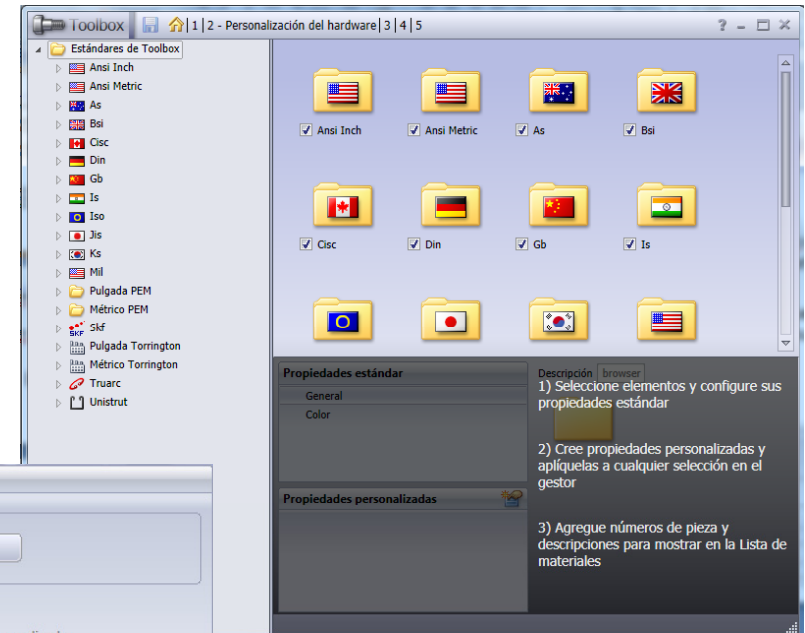 Toolbox | 1 | 2 - Personalización del hardware | 3 | 4 | 5
Estándares de Toolbox
Ansi Inch
Ansi Metric
As
Bsi
Cisc
Din
Gb
Is
Iso
Jis
Ks
Mil
Pulgada PEM
Métrico PEM
SKF Skf
Pulgada Torrington
Métrico Torrington
Truarc
Unistrut
Ansi Inch Ansi Metric As Bsi
Cisc Din Gb Is
Propiedades estándar
General
Color
Propiedades personalizadas
Descripción browser
1) Seleccione elementos y configure sus
propiedades estándar
2) Cree propiedades personalizadas y
aplíquelas a cualquier selección en el
gestor
3) Agregue números de pieza y
descripciones para mostrar en la Lista de
materiales